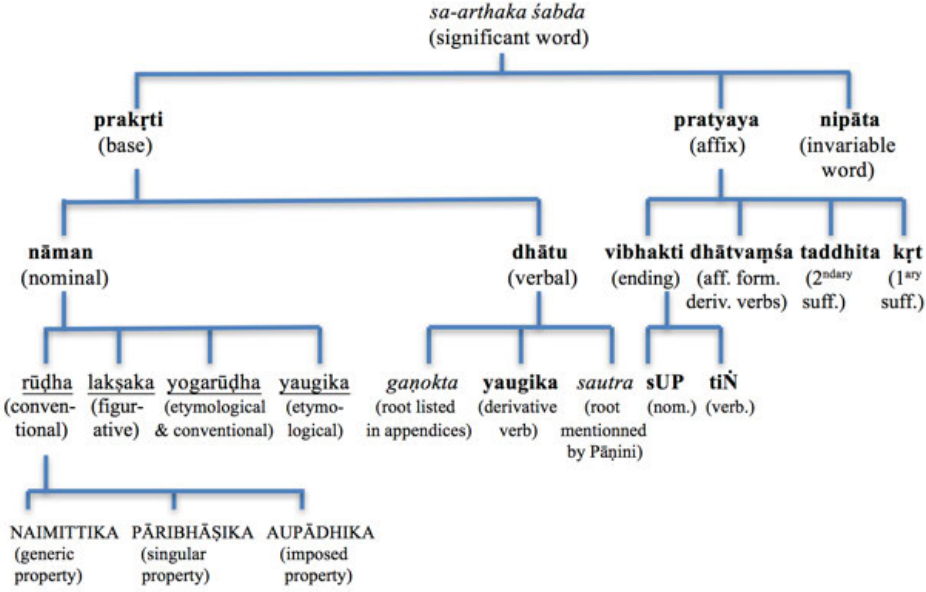 sa-arthaka śabda
(significant word)
prakṛti
(base)
pratyaya
(affix)
nipāta
(invariable
word)
nāman
(nominal)
dhātu
(verbal)
vibhakti
(ending)
dhātvaṃśa
(aff. form.
deriv. verbs)
taddhita
(2ndary
suff.)
kṛt
(1ary
suff.)
rūḍha
(conven-
tional)
lakṣaka
(figur-
ative)
yogarūḍha
(etymological
& conventional)
yaugika
(etymo-
logical)
gaṇokta
(root listed
in appendices)
yaugika
(derivative
verb)
sautra
(root
mentionned
by Pāṇini)
sUP
(nom.)
tiṄ
(verb.)
NAIMITTIKA
(generic
property)
PĀRIBHĀṢIKA
(singular
property)
AUPĀDHIKA
(imposed
property)